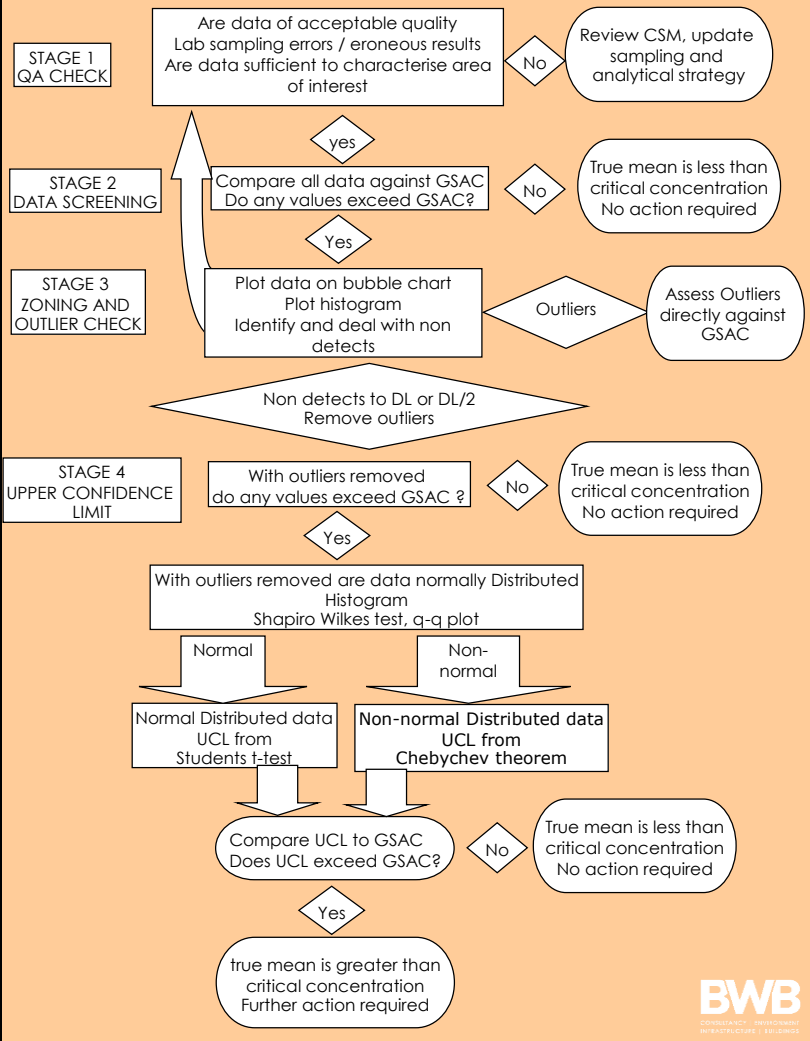 STAGE 1
QA CHECK
Are data of acceptable quality
Lab sampling errors / eroneous results
Are data sufficient to characterise area
of interest
No
Review CSM, update
sampling and
analytical strategy
yes
STAGE 2
DATA SCREENING
Compare all data against GSAC
Do any values exceed GSAC?
No
True mean is less than
critical concentration
No action required
Yes
STAGE 3
ZONING AND
OUTLIER CHECK
Plot data on bubble chart
Plot histogram
Identify and deal with non
detects
Outliers
Assess Outliers
directly against
GSAC
Non detects to DL or DL/2
Remove outliers
STAGE 4
UPPER CONFIDENCE
LIMIT
With outliers removed
do any values exceed GSAC ?
No
True mean is less than
critical concentration
No action required
Yes
With outliers removed are data normally Distributed
Histogram
Shapiro Wilkes test, q-q plot
Normal
Non-
normal
Normal Distributed data
UCL from
Students t-test
Non-normal Distributed data
UCL from
Chebychev theorem
Compare UCL to GSAC
Does UCL exceed GSAC?
No
True mean is less than
critical concentration
No action required
Yes
true mean is greater than
critical concentration
Further action required
BWB
CONSULTANCY | ENVIRONMENT
INFRASTRUCTURE | BUILDINGS